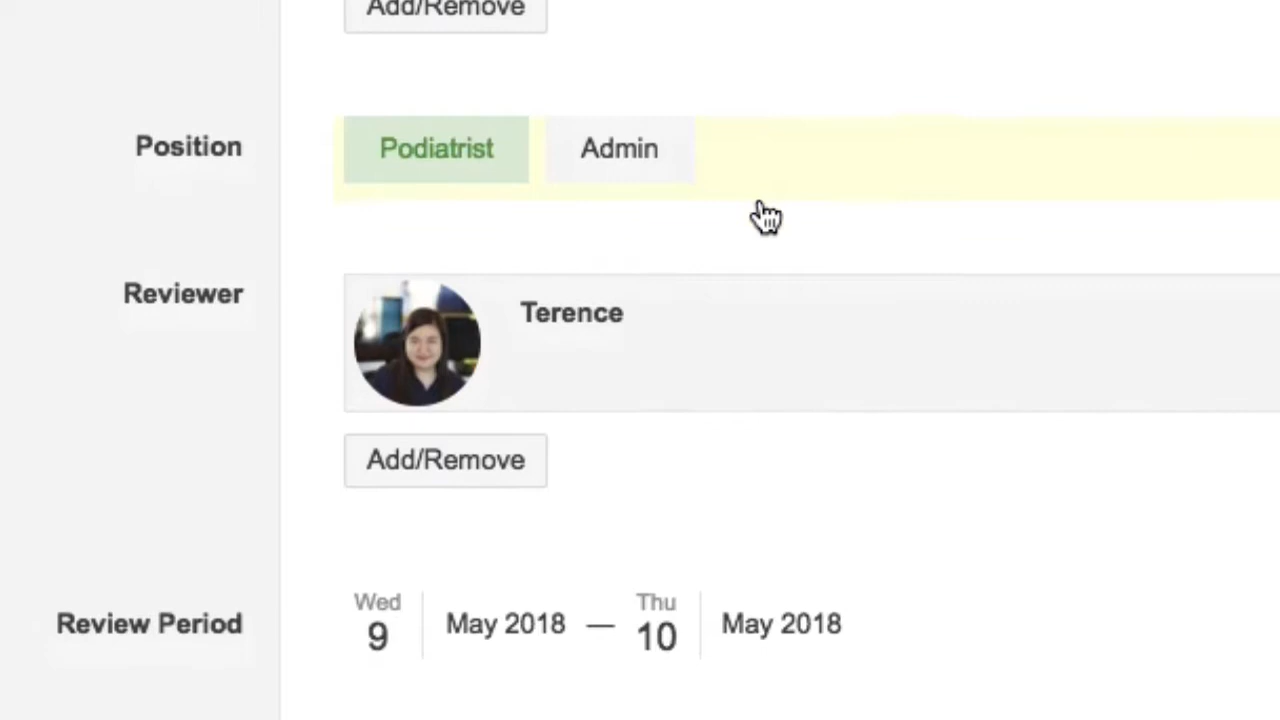 Add/Remove
Position
Podiatrist
Admin
Reviewer
Terence
Add/Remove
Review Period
Wed
9
May 2018 —
Thu
10
May 2018